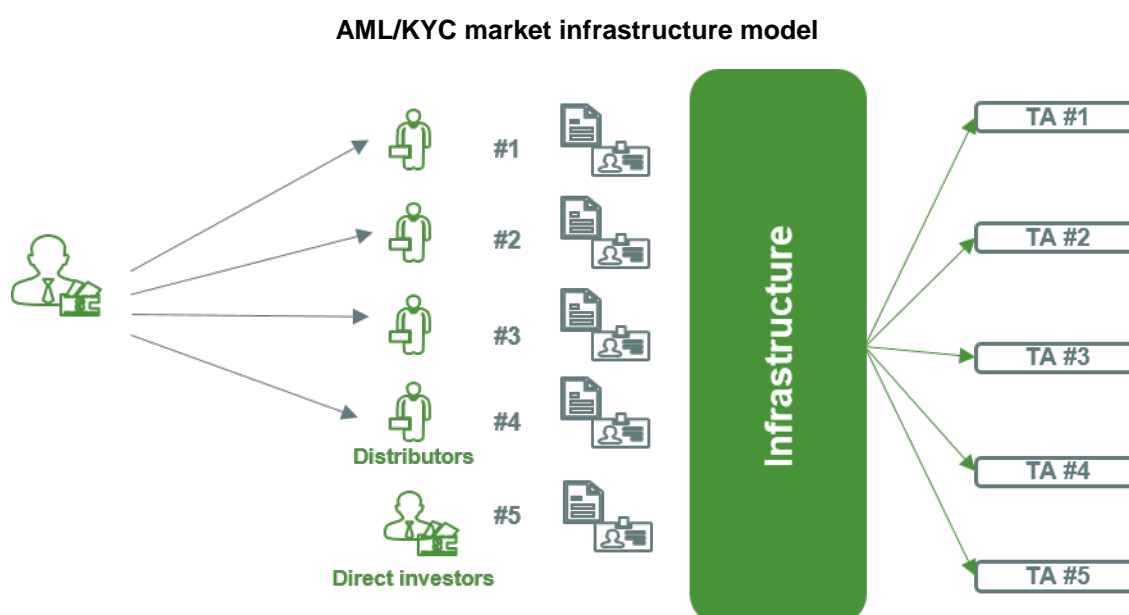 AML/KYC market infrastructure model
#1
#2
#3
#4
Distributors
#5
Direct investors
Infrastructure
TA #1
TA #2
TA #3
TA #4
TA #5